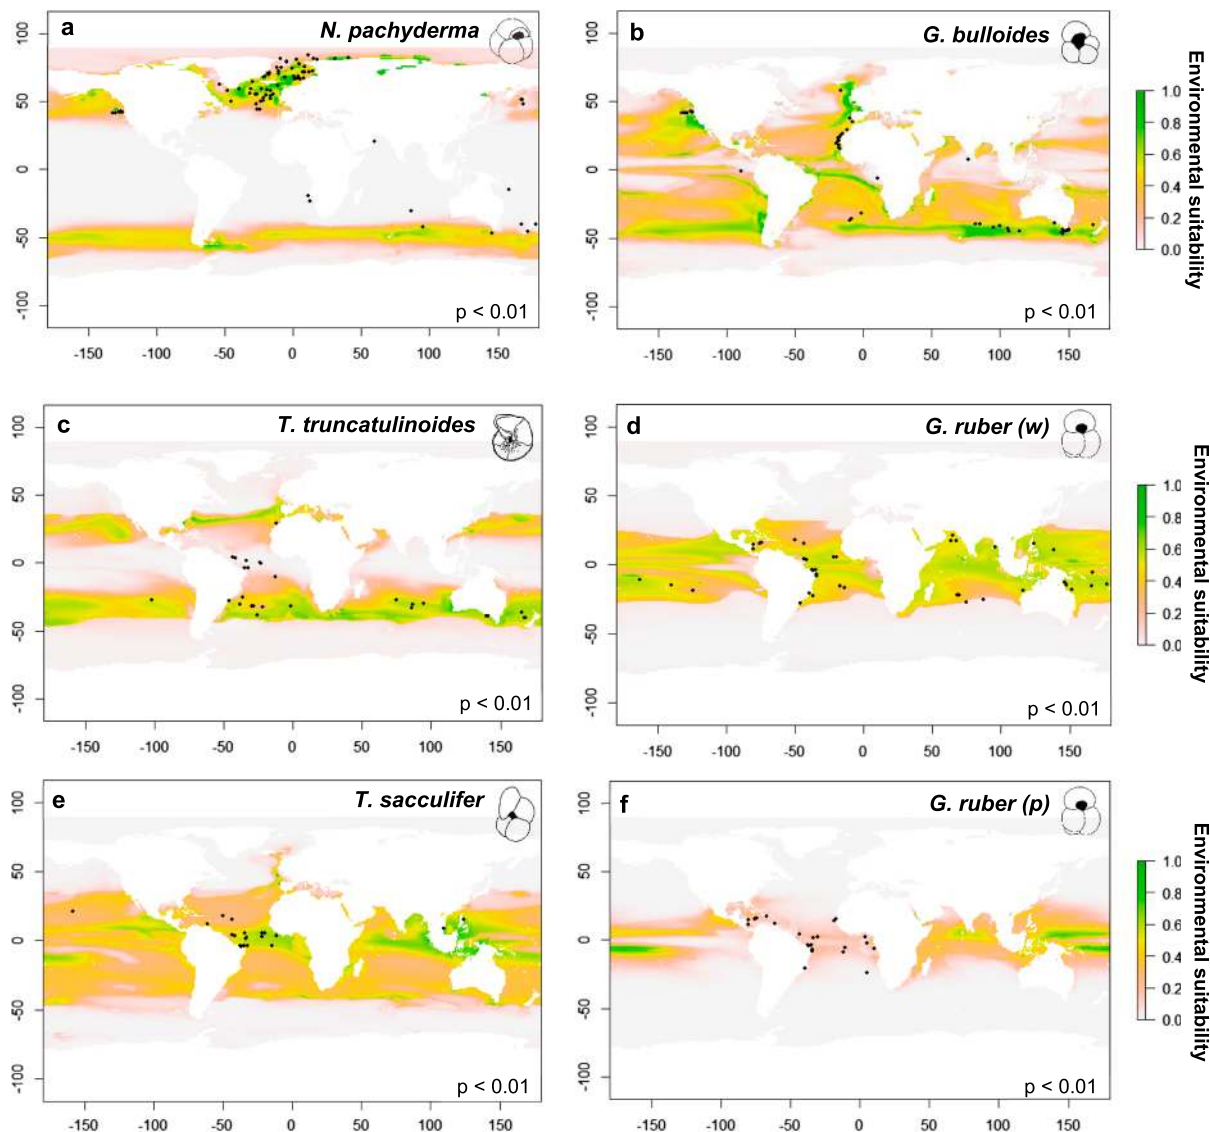 a N. pachyderma
100
50
0
-50
-100
p < 0.01
-150 -100 -50 0 50 100 150
b G. bulloides
100
50
0
-50
-100
p < 0.01
-150 -100 -50 0 50 100 150
Environmental suitability
1.0
0.8
0.6
0.4
0.2
0.0
c T. truncatulinoides
100
50
0
-50
-100
p < 0.01
-150 -100 -50 0 50 100 150
d G. ruber (w)
100
50
0
-50
-100
p < 0.01
-150 -100 -50 0 50 100 150
Environmental suitability
1.0
0.8
0.6
0.4
0.2
0.0
e T. sacculifer
100
50
0
-50
-100
p < 0.01
-150 -100 -50 0 50 100 150
f G. ruber (p)
100
50
0
-50
-100
p < 0.01
-150 -100 -50 0 50 100 150
Environmental suitability
1.0
0.8
0.6
0.4
0.2
0.0